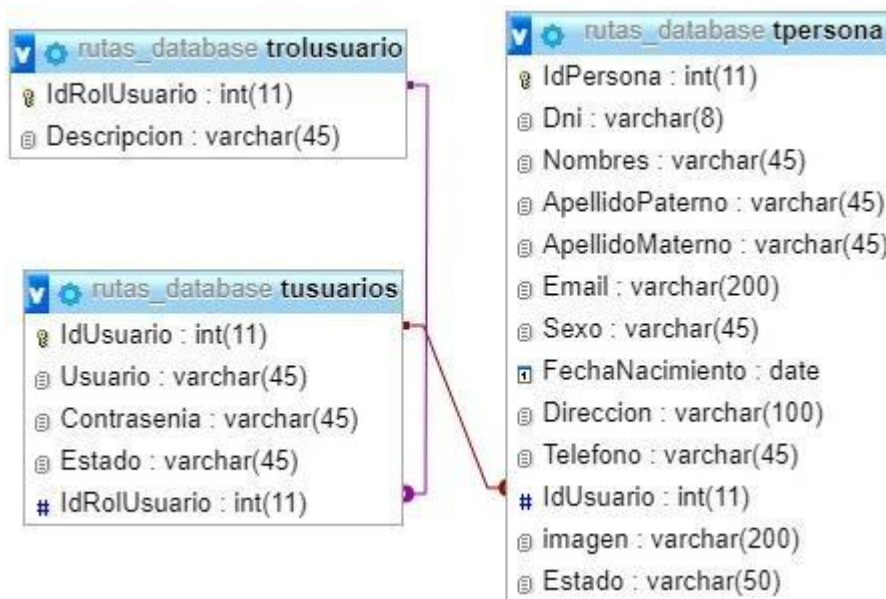 rutas_database trolusuario
IdRolUsuario : int(11)
Descripcion : varchar(45)
rutas_database tusuarios
IdUsuario : int(11)
Usuario : varchar(45)
Contrasenia : varchar(45)
Estado : varchar(45)
# IdRolUsuario : int(11)
rutas_database tpersona
IdPersona : int(11)
Dni : varchar(8)
Nombres : varchar(45)
ApellidoPaterno : varchar(45)
ApellidoMaterno : varchar(45)
Email : varchar(200)
Sexo : varchar(45)
FechaNacimiento : date
Direccion : varchar(100)
Telefono : varchar(45)
# IdUsuario : int(11)
imagen : varchar(200)
Estado : varchar(50)